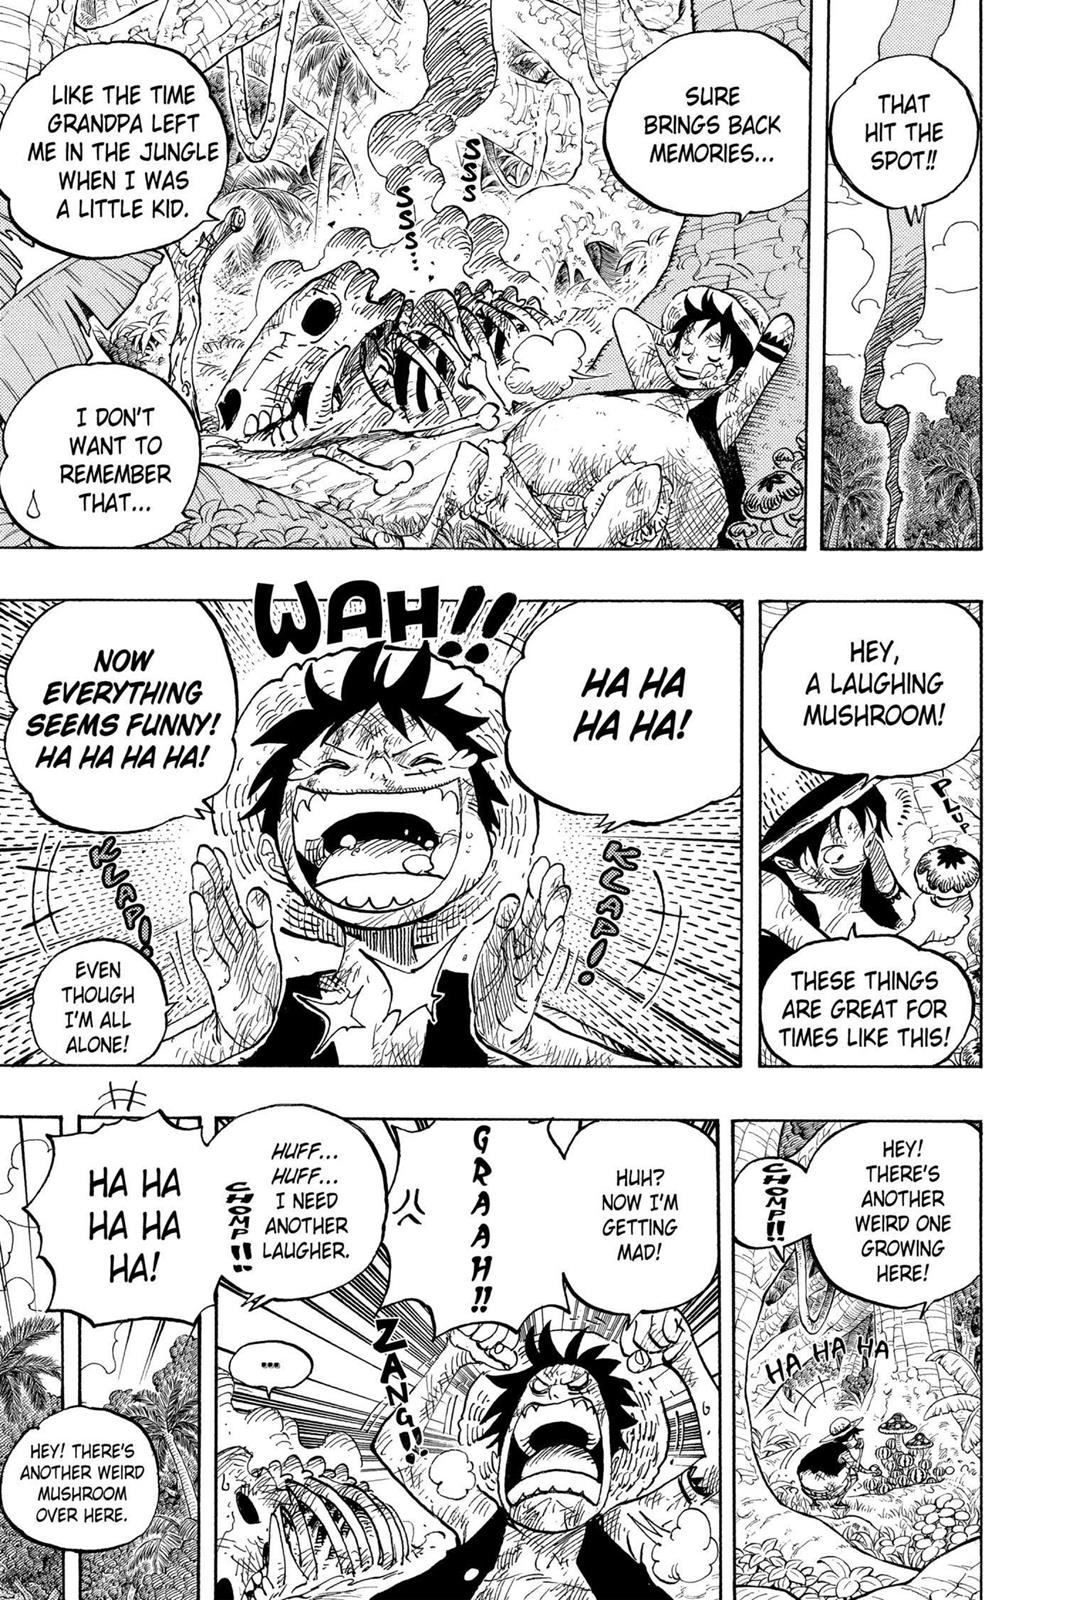 THAT
HIT THE
SPOT!!
SURE
BRINGS BACK
MEMORIES...
SSS
SSS...
LIKE THE TIME
GRANDPA LEFT
ME IN THE JUNGLE
WHEN I WAS
A LITTLE KID.
I DON'T
WANT TO
REMEMBER
THAT...
HEY,
A LAUGHING
MUSHROOM!
PLUP
THESE THINGS
ARE GREAT FOR
TIMES LIKE THIS!
WAH!!
HA HA
HA HA!
KLAP!
NOW
EVERYTHING
SEEMS FUNNY!
HA HA HA HA!
KLAP!
EVEN
THOUGH
I'M ALL
ALONE!
HEY!
THERE'S
ANOTHER
WEIRD ONE
GROWING
HERE!
CHOMP!!
HA HA HA
HUH?
NOW I'M
GETTING
MAD!
GRAAH!!
ZANG!!
HUFF...
HUFF...
I NEED
ANOTHER
LAUGHER.
CHOMP!!
...
HA HA
HA HA
HA!
HEY! THERE'S
ANOTHER WEIRD
MUSHROOM
OVER HERE.